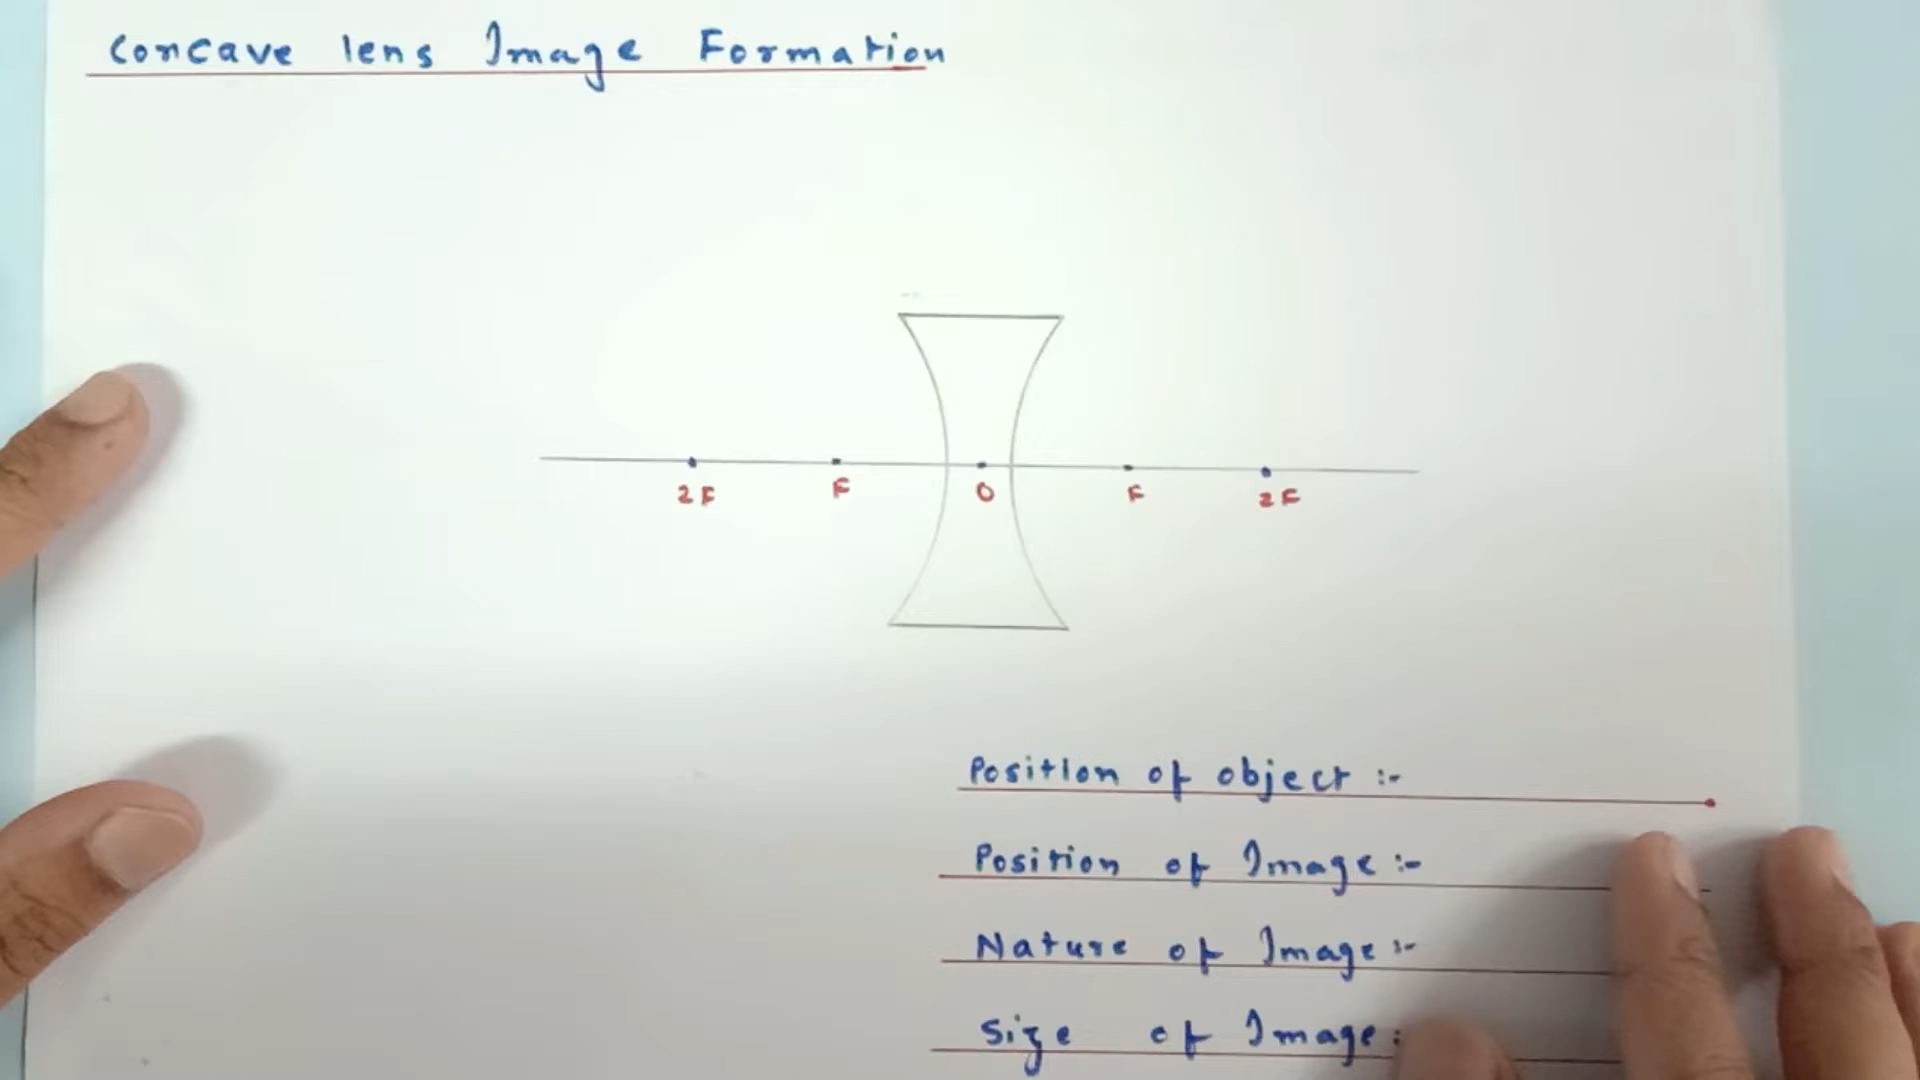 Concave lens Image Formation
2F F O F 2F
Position of object :-
Position of Image :-
Nature of Image :-
Size of Image :